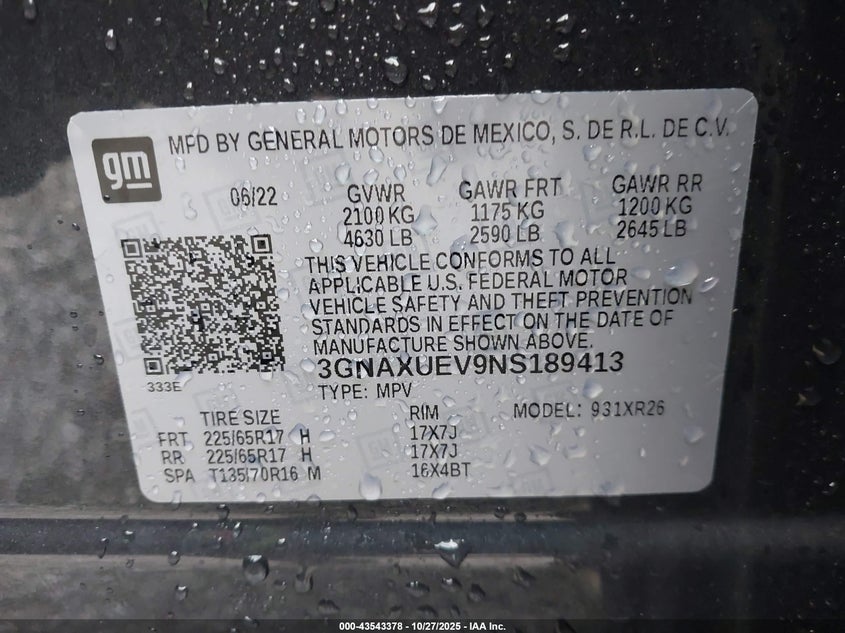 gm
MFD BY GENERAL MOTORS DE MEXICO, S. DE R.L. DE C.V.
06/22 GVWR GAWR FRT GAWR RR
2100 KG 1175 KG 1200 KG
4630 LB 2590 LB 2645 LB
THIS VEHICLE CONFORMS TO ALL
APPLICABLE U.S. FEDERAL MOTOR
VEHICLE SAFETY AND THEFT PREVENTION
STANDARDS IN EFFECT ON THE DATE OF
MANUFACTURE SHOWN ABOVE.
3GNAXUEV9NS189413
333E
TYPE: MPV
TIRE SIZE RIM MODEL: 931XR26
FRT 225/65R17 H 17X7J
RR 225/65R17 H 17X7J
SPA T135/70R16 M 16X4BT
000-43543378 - 10/27/2025 - IAA Inc.